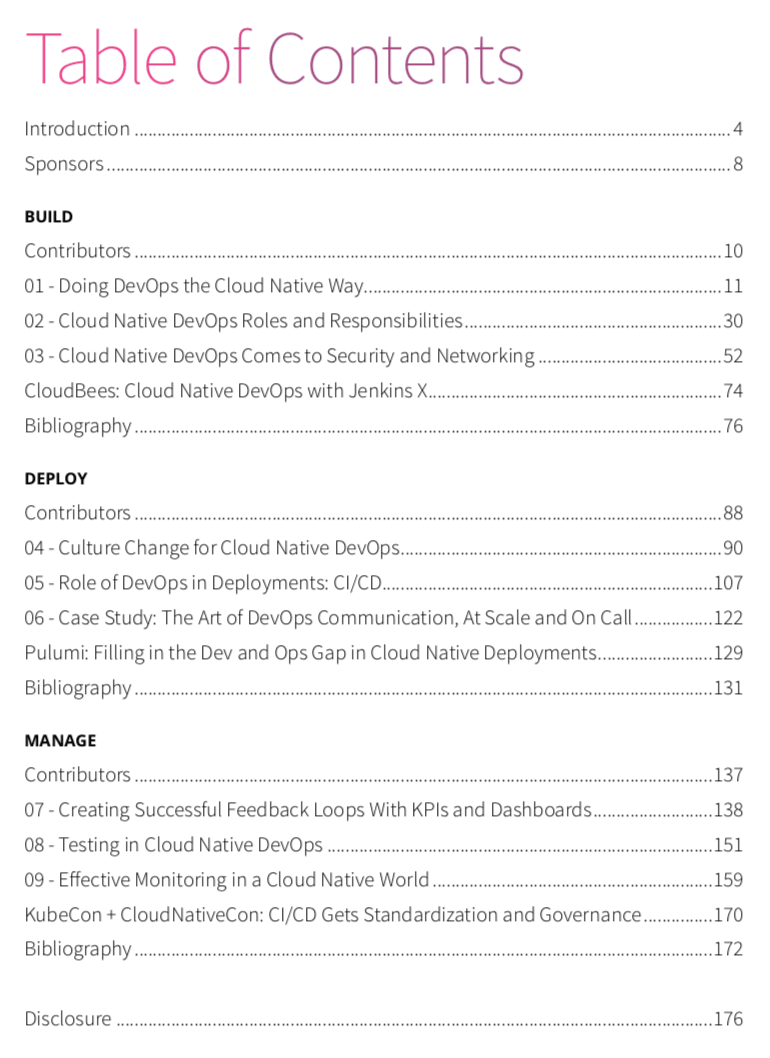 Table of Contents
Introduction ........................................................................................................................................ 4
Sponsors ............................................................................................................................................. 8
BUILD
Contributors ...................................................................................................................................... 10
01 - Doing DevOps the Cloud Native Way.............................................................................. 11
02 - Cloud Native DevOps Roles and Responsibilities........................................................ 30
03 - Cloud Native DevOps Comes to Security and Networking ........................................ 52
CloudBees: Cloud Native DevOps with Jenkins X................................................................ 74
Bibliography ...................................................................................................................................... 76
DEPLOY
Contributors ...................................................................................................................................... 88
04 - Culture Change for Cloud Native DevOps...................................................................... 90
05 - Role of DevOps in Deployments: CI/CD........................................................................ 107
06 - Case Study: The Art of DevOps Communication, At Scale and On Call................. 122
Pulumi: Filling in the Dev and Ops Gap in Cloud Native Deployments......................... 129
Bibliography .................................................................................................................................... 131
MANAGE
Contributors .................................................................................................................................... 137
07 - Creating Successful Feedback Loops With KPIs and Dashboards.......................... 138
08 - Testing in Cloud Native DevOps .................................................................................... 151
09 - Effective Monitoring in a Cloud Native World ............................................................. 159
KubeCon + CloudNativeCon: CI/CD Gets Standardization and Governance............... 170
Bibliography .................................................................................................................................... 172
Disclosure ........................................................................................................................................ 176